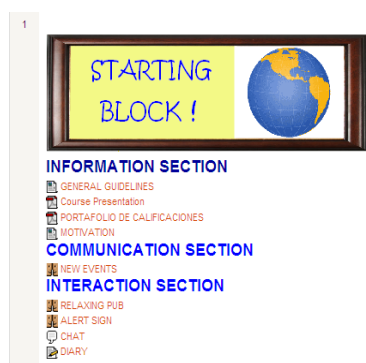 1
STARTING
BLOCK !
INFORMATION SECTION
GENERAL GUIDELINES
Course Presentation
PORTAFOLIO DE CALIFICACIONES
MOTIVATION
COMMUNICATION SECTION
NEW EVENTS
INTERACTION SECTION
RELAXING PUB
ALERT SIGN
CHAT
DIARY